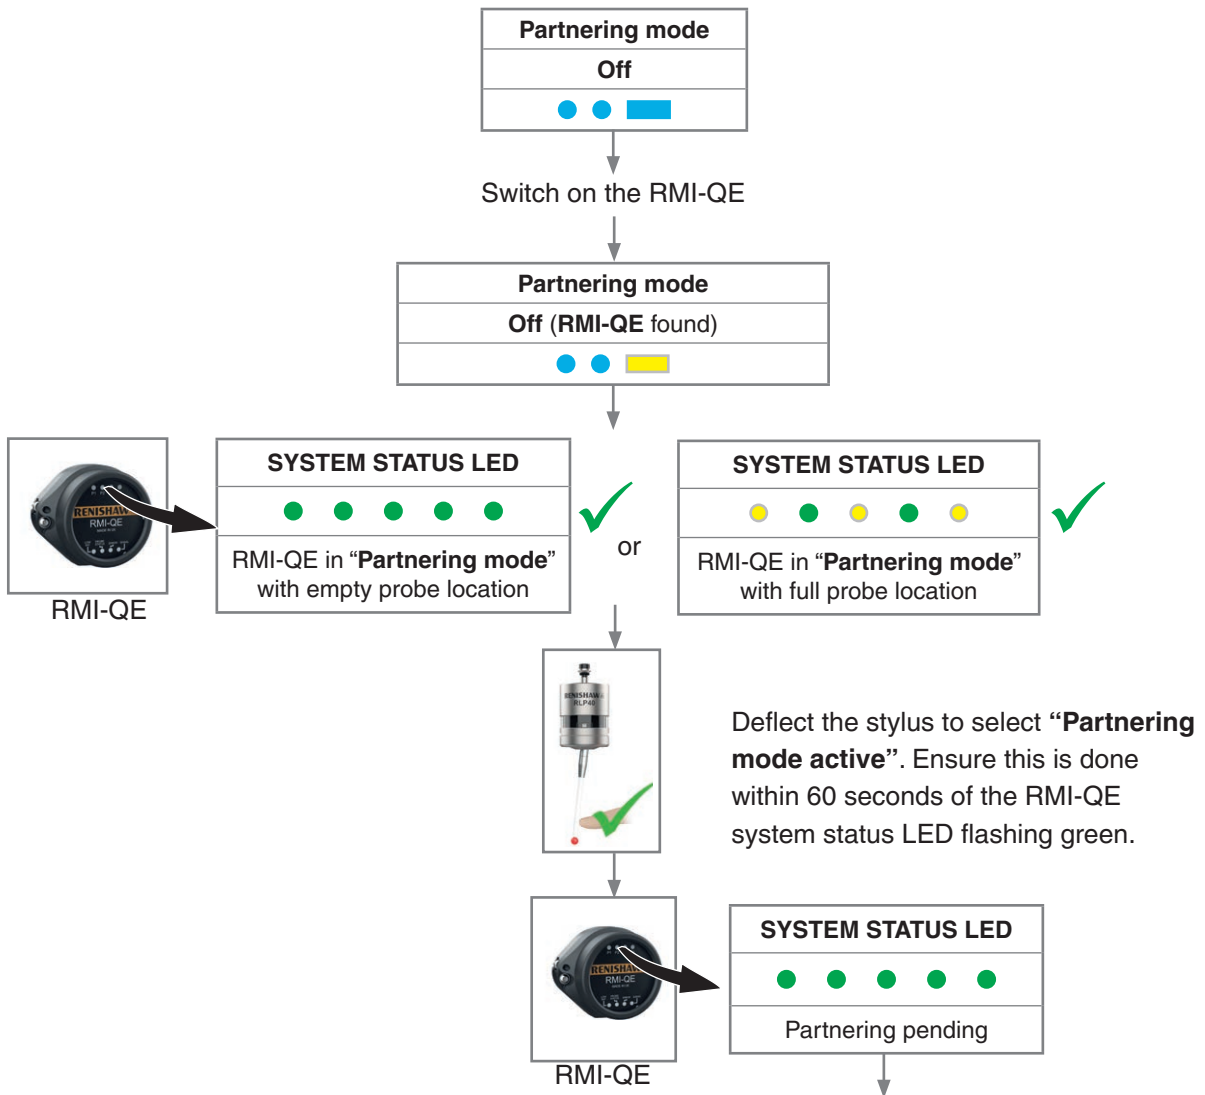 Partnering mode
Off
Switch on the RMI-QE
Partnering mode
Off (RMI-QE found)
RENISHAW
RMI-QE
RMI-QE
SYSTEM STATUS LED
RMI-QE in “Partnering mode”
with empty probe location
or
SYSTEM STATUS LED
RMI-QE in “Partnering mode”
with full probe location
RENISHAW
RLP40
Deflect the stylus to select “Partnering
mode active”. Ensure this is done
within 60 seconds of the RMI-QE
system status LED flashing green.
RENISHAW
RMI-QE
RMI-QE
SYSTEM STATUS LED
Partnering pending